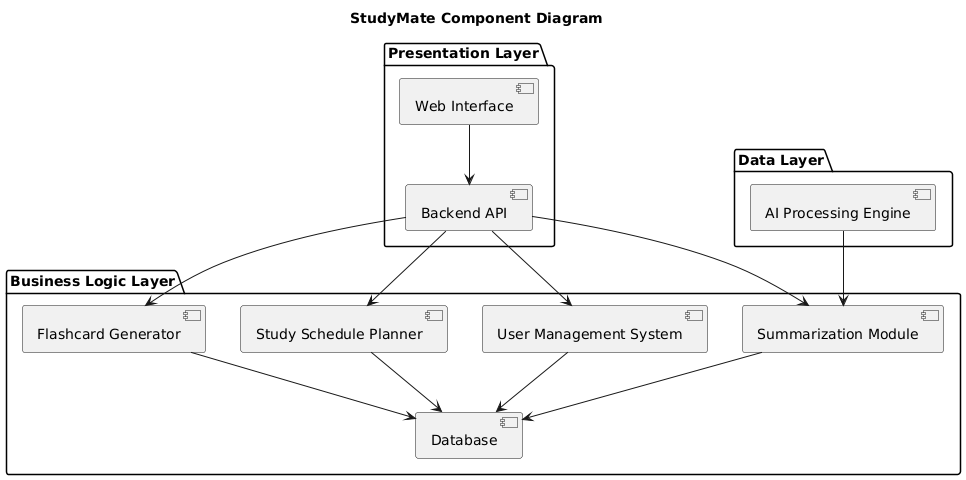 StudyMate Component Diagram
Presentation Layer
Web Interface
Data Layer
Backend API
AI Processing Engine
Business Logic Layer
Flashcard Generator
Study Schedule Planner
User Management System
Summarization Module
Database